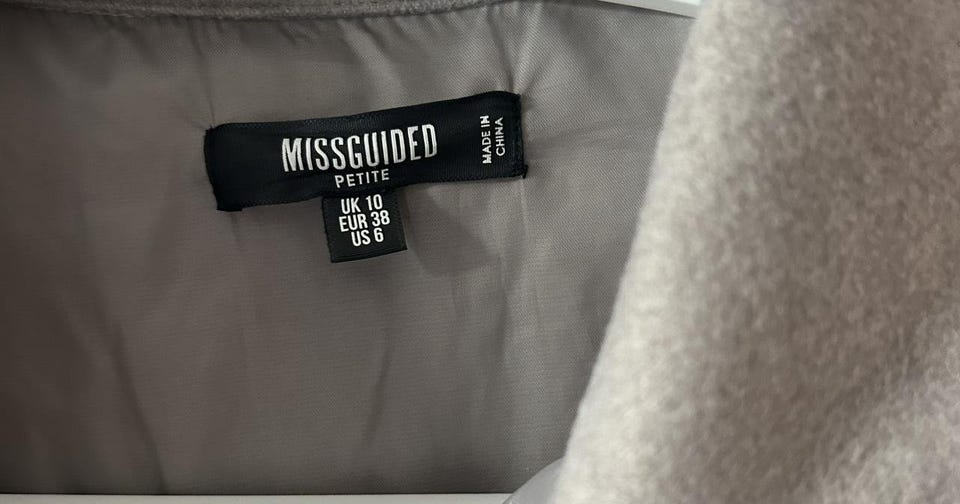 MISSGUIDED
PETITE
MADE IN
CHINA
UK 10
EUR 38
US 6